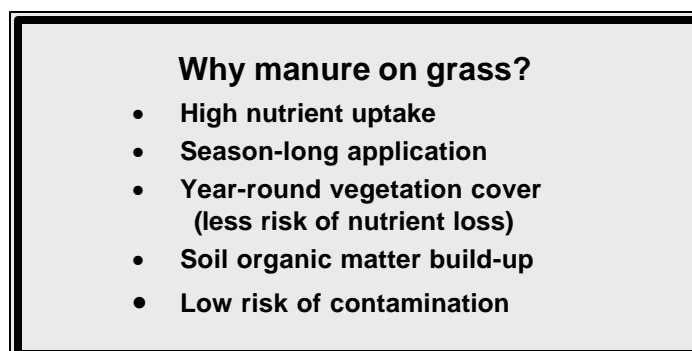 Why manure on grass?
• High nutrient uptake
• Season-long application
• Year-round vegetation cover
(less risk of nutrient loss)
• Soil organic matter build-up
• Low risk of contamination